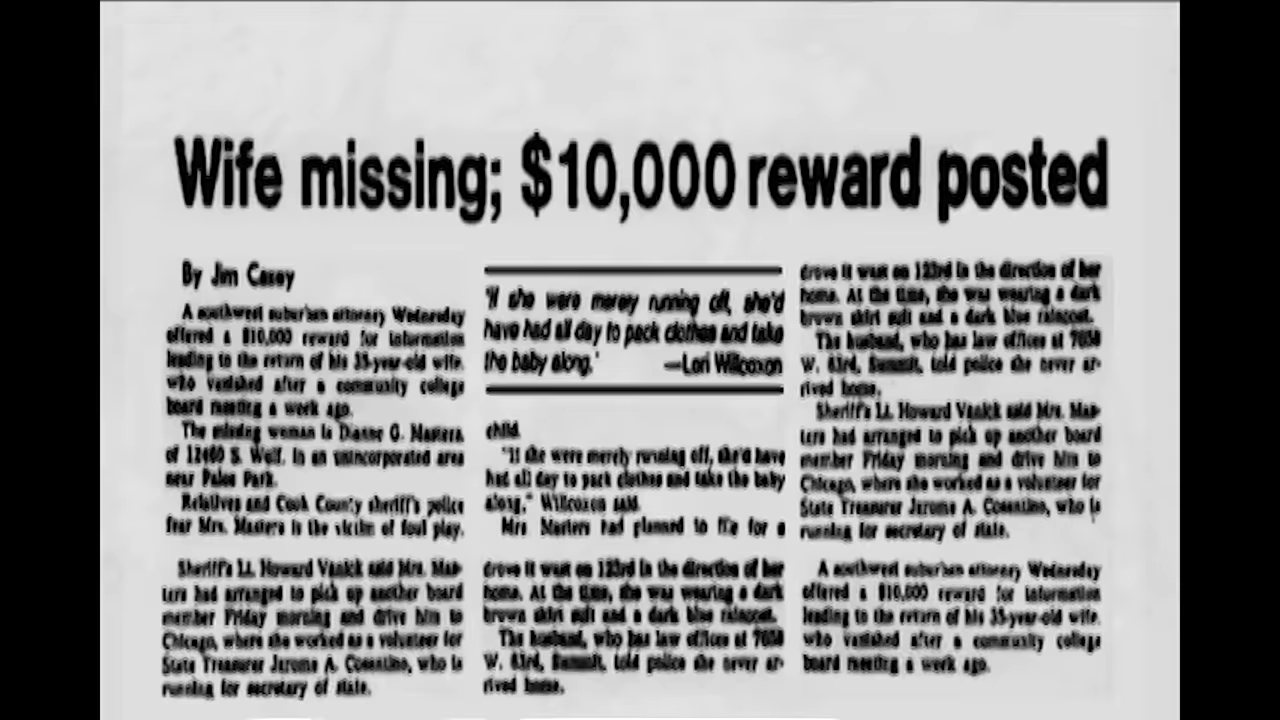 Wife missing; $10,000 reward posted
By Jim Casey
A southwest suburban attorney Wednesday
offered a $10,000 reward for information
leading to the return of his 35-year-old wife,
who vanished after a community college
board meeting a week ago.
The missing woman is Dianne G. Masters
of 12400 S. Wolf, in an unincorporated area
near Palos Park.
Relatives and Cook County sheriff's police
fear Mrs. Masters is the victim of foul play.
Sheriff's Lt. Howard Vanick said Mrs. Mas-
ters had arranged to pick up another board
member Friday morning and drive him to
Chicago, where she worked as a volunteer for
State Treasurer Jerome A. Cosentino, who is
running for secretary of state.
'If she were merey running off, she'd
have had all day to pack clothes and take
the baby along.' —Lori Willcoxon
child.
"If she were merely running off, she'd have
had all day to pack clothes and take the baby
along," Willcoxon said.
Mrs Masters had planned to file for a
drove it west on 123rd in the direction of her
home. At the time, she was wearing a dark
brown skirt suit and a dark blue raincoat.
The husband, who has law offices at
W. 63rd, Summit, told police she never ar-
rived home.
drove it west on 123rd in the direction of her
home. At the time, she was wearing a dark
brown skirt suit and a dark blue raincoat.
The husband, who has law offices at
W. 63rd, Summit, told police she never ar-
rived home.
Sheriff's Lt. Howard Vanick said Mrs. Mas-
ters had arranged to pick up another board
member Friday morning and drive him to
Chicago, where she worked as a volunteer for
State Treasurer Jerome A. Cosentino, who is
running for secretary of state.
A southwest suburban attorney Wednesday
offered a $10,000 reward for information
leading to the return of his 35-year-old wife,
who vanished after a community college
board meeting a week ago.